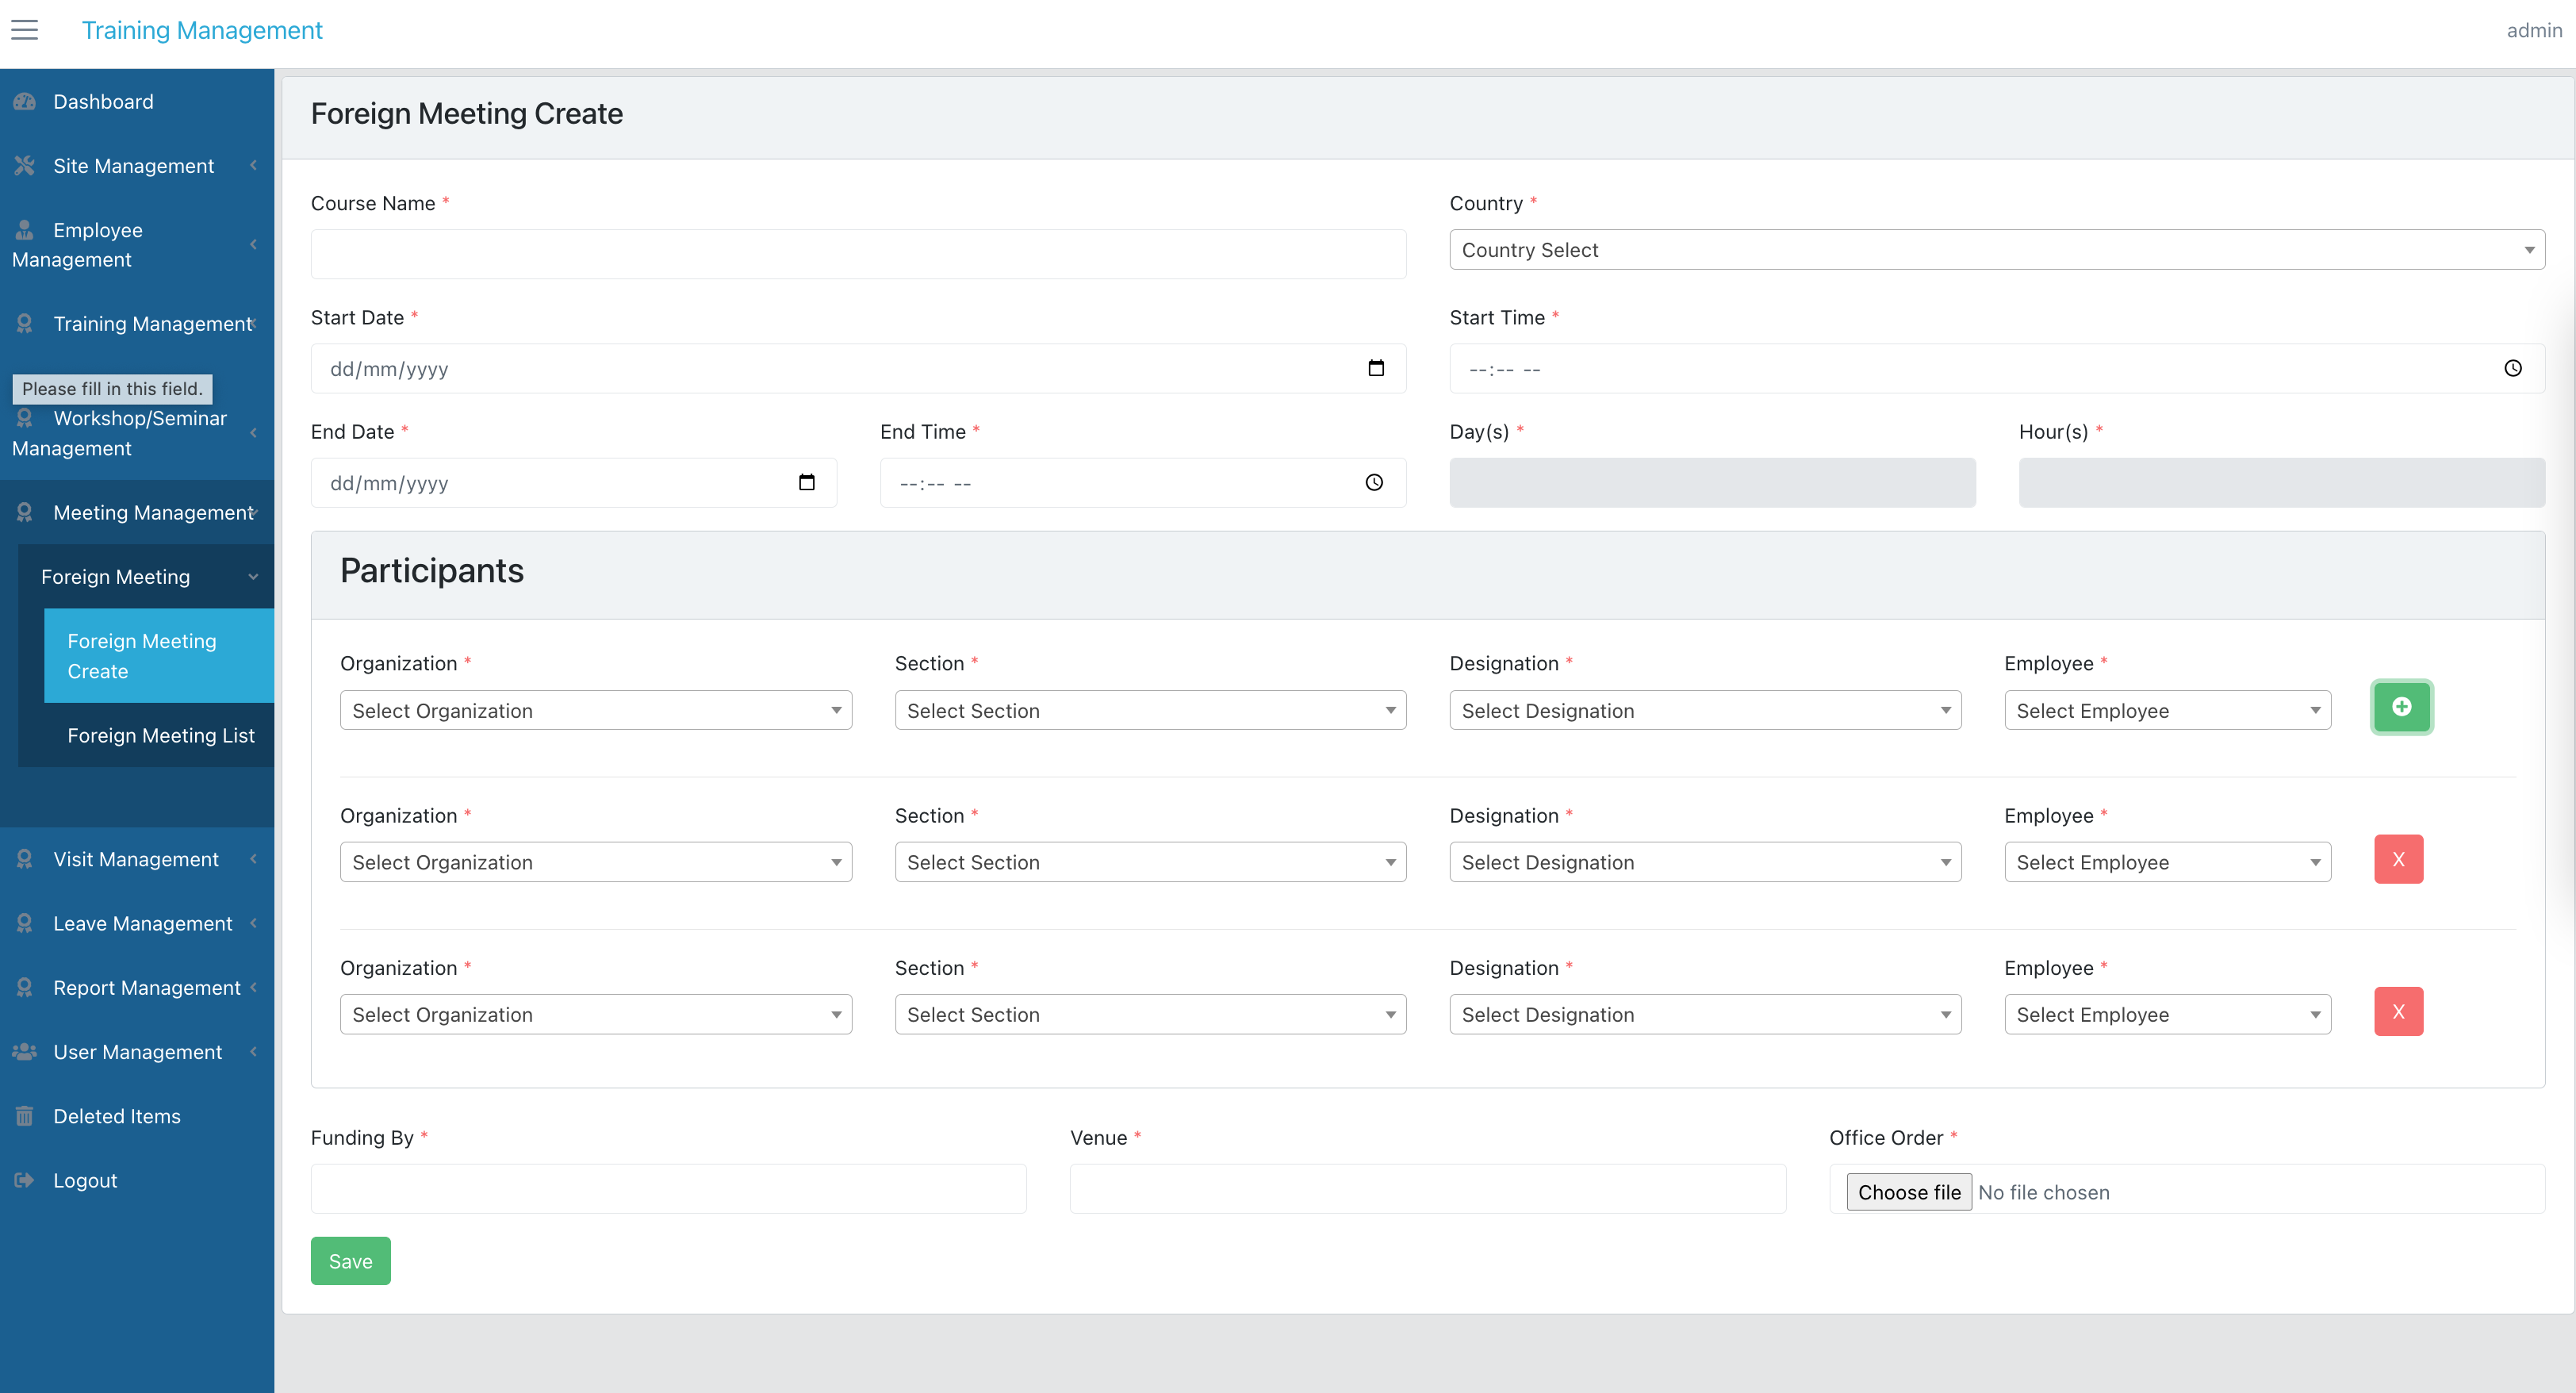 Training Management
admin
Dashboard
Site Management
Employee
Management
Training Management
Please fill in this field.
Workshop/Seminar
Management
Meeting Management
Foreign Meeting
Foreign Meeting
Create
Foreign Meeting List
Visit Management
Leave Management
Report Management
User Management
Deleted Items
Logout
Foreign Meeting Create
Course Name * Country *
Country Select
Start Date * Start Time *
dd/mm/yyyy --:-- --
End Date * End Time * Day(s) * Hour(s) *
dd/mm/yyyy --:-- --
Participants
Organization * Section * Designation * Employee *
Select Organization Select Section Select Designation Select Employee
Organization * Section * Designation * Employee *
Select Organization Select Section Select Designation Select Employee X
Organization * Section * Designation * Employee *
Select Organization Select Section Select Designation Select Employee X
Funding By * Venue * Office Order *
Choose file No file chosen
Save